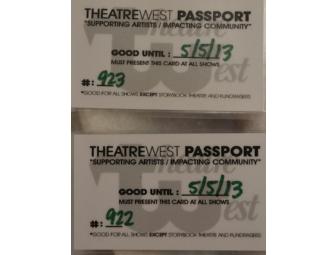 THEATREWEST PASSPORT
"SUPPORTING ARTISTS / IMPACTING COMMUNITY"
GOOD UNTIL : 5/5/13
MUST PRESENT THIS CARD AT ALL SHOWS
#: 923
*GOOD FOR ALL SHOWS EXCEPT STORYBOOK THEATRE AND FUNDRAISERS
THEATREWEST PASSPORT
"SUPPORTING ARTISTS / IMPACTING COMMUNITY"
GOOD UNTIL : 5/5/13
MUST PRESENT THIS CARD AT ALL SHOWS
#: 922
*GOOD FOR ALL SHOWS EXCEPT STORYBOOK THEATRE AND FUNDRAISERS